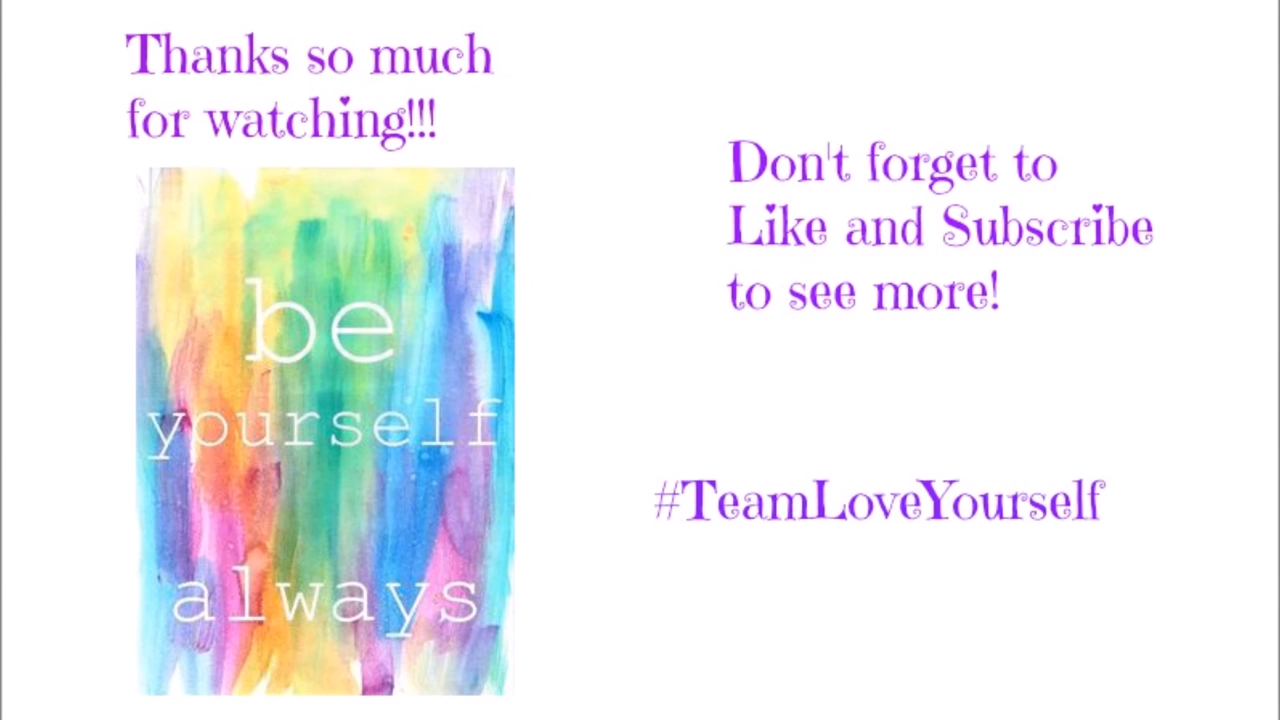 Thanks so much
for watching!!!
be
yourself
always
Don't forget to
Like and Subscribe
to see more!
#TeamLoveYourself